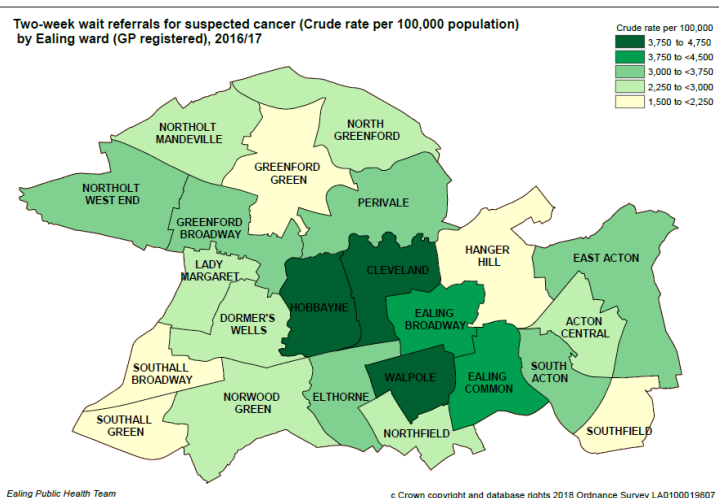 Two-week wait referrals for suspected cancer (Crude rate per 100,000 population)
by Ealing ward (GP registered), 2016/17
Crude rate per 100,000
3,750 to 4,750
3,750 to <4,500
3,000 to <3,750
2,250 to <3,000
1,500 to <2,250
NORTHOLT
MANDEVILLE
NORTH
GREENFORD
GREENFORD
GREEN
NORTHOLT
WEST END
PERIVALE
GREENFORD
BROADWAY
HANGER
HILL
EAST ACTON
LADY
MARGARET
CLEVELAND
HOBBAYNE
EALING
BROADWAY
DORMER'S
WELLS
ACTON
CENTRAL
SOUTHALL
BROADWAY
SOUTH
ACTON
WALPOLE
EALING
COMMON
NORWOOD
GREEN
ELTHORNE
SOUTHALL
GREEN
NORTHFIELD
SOUTHFIELD
Ealing Public Health Team
c Crown copyright and database rights 2018 Ordnance Survey LA0100019807